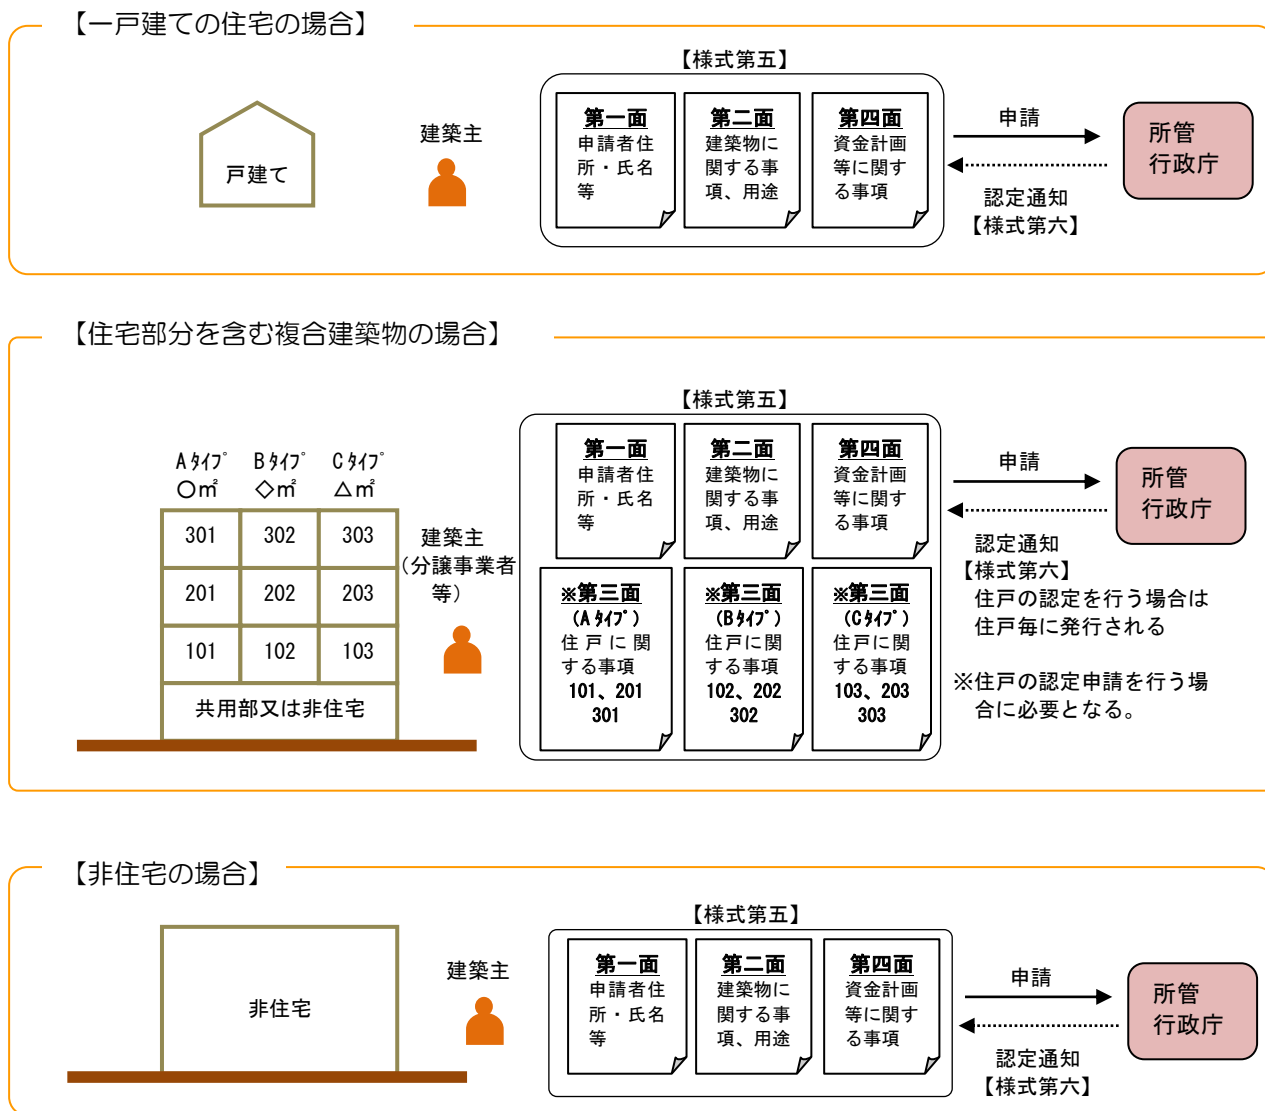 【一戸建ての住宅の場合】
【様式第五】
戸建て
建築主
第一面
申請者住
所・氏名
等
第二面
建築物に
関する事
項、用途
第四面
資金計画
等に関す
る事項
申請
認定通知
【様式第六】
所管
行政庁
【住宅部分を含む複合建築物の場合】
【様式第五】
Aﾀｲﾌﾟ
○㎡
Bﾀｲﾌﾟ
◇㎡
Cﾀｲﾌﾟ
△㎡
301 302 303
201 202 203
101 102 103
共用部又は非住宅
建築主
(分譲事業者
等)
第一面
申請者住
所・氏名
等
第二面
建築物に
関する事
項、用途
第四面
資金計画
等に関す
る事項
※第三面
(Aﾀｲﾌﾟ)
住戸に関
する事項
101、201
301
※第三面
(Bﾀｲﾌﾟ)
住戸に関
する事項
102、202
302
※第三面
(Cﾀｲﾌﾟ)
住戸に関
する事項
103、203
303
申請
認定通知
【様式第六】
住戸の認定を行う場合は
住戸毎に発行される
※住戸の認定申請を行う場
合に必要となる。
所管
行政庁
【非住宅の場合】
【様式第五】
非住宅
建築主
第一面
申請者住
所・氏名
等
第二面
建築物に
関する事
項、用途
第四面
資金計画
等に関す
る事項
申請
認定通知
【様式第六】
所管
行政庁